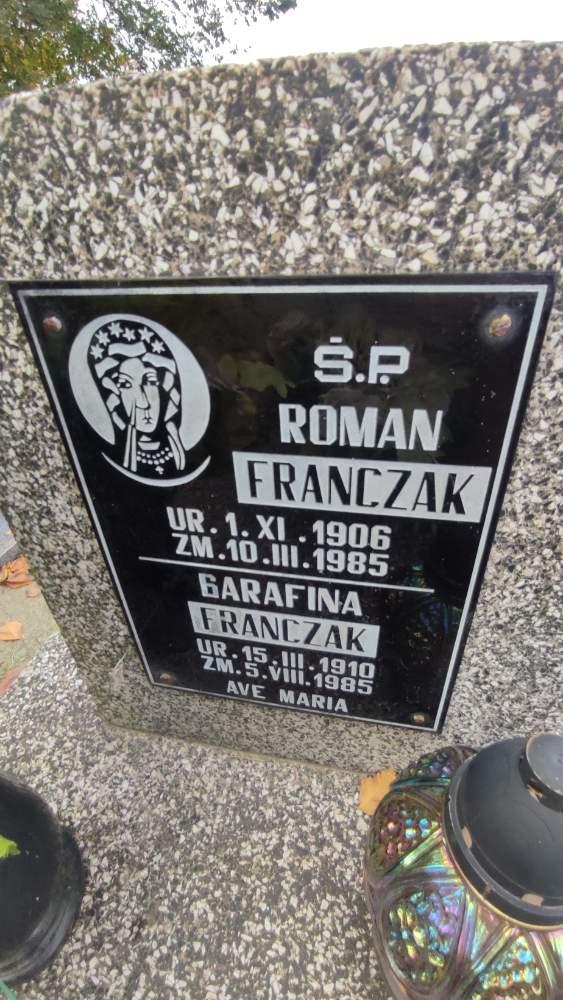 Ś.P.
ROMAN
FRANCZAK
UR. 1. XI. 1906
ZM. 10. III. 1985
GARAFINA
FRANCZAK
UR. 15. III. 1910
ZM. 5. VIII. 1985
AVE MARIA